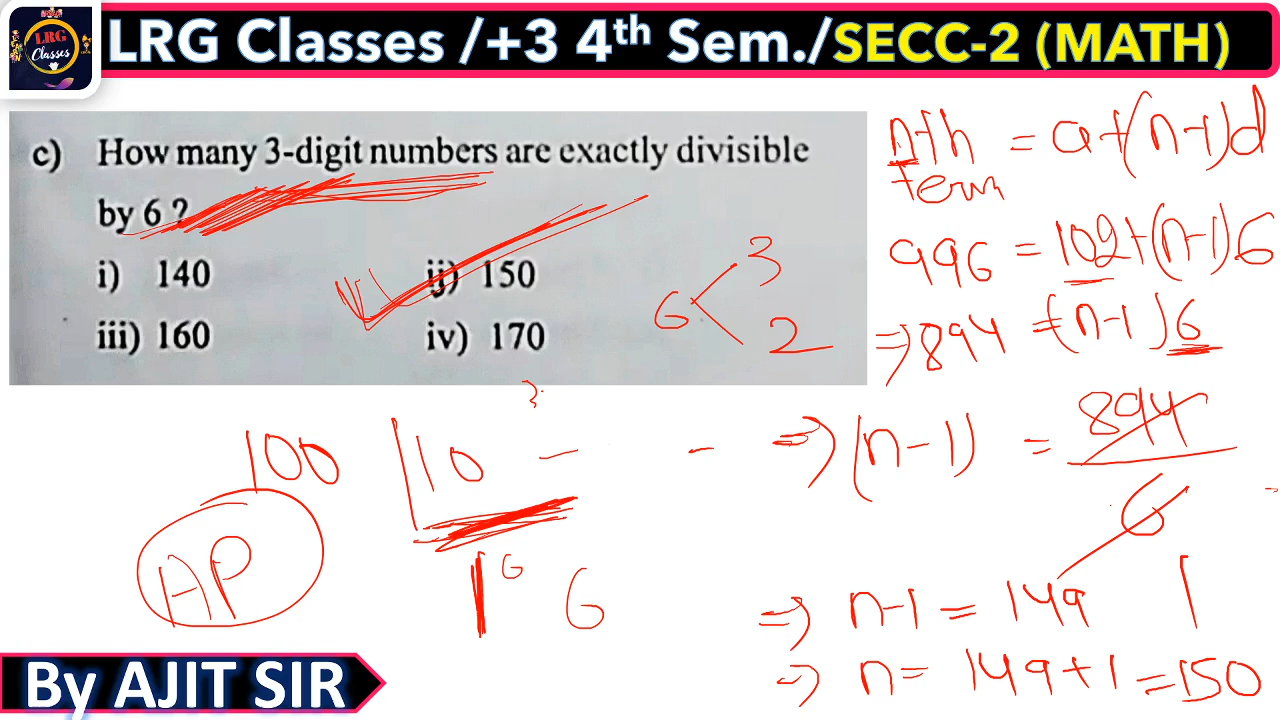 LRG Classes /+3 4th Sem./SECC-2 (MATH)
LRG
Classes
c) How many 3-digit numbers are exactly divisible
by 6 ?
i) 140
ii) 150
iii) 160
iv) 170
6 3
2
nth term = a+(n-1)d
996 = 102+(n-1)6
⇒ 894 = (n-1)6
⇒ (n-1) = 894/6
⇒ n-1 = 149
⇒ n = 149+1 = 150
100
AP
6
By AJIT SIR